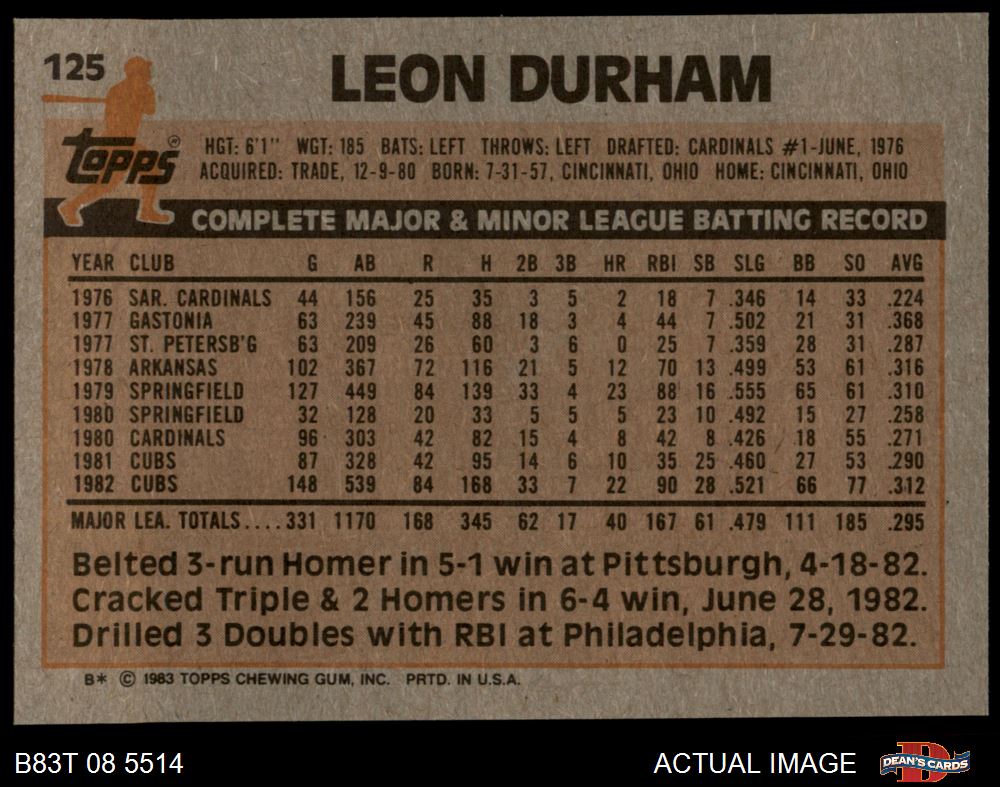 125
LEON DURHAM
Topps®
HGT: 6'1" WGT: 185 BATS: LEFT THROWS: LEFT DRAFTED: CARDINALS #1-JUNE, 1976
ACQUIRED: TRADE, 12-9-80 BORN: 7-31-57, CINCINNATI, OHIO HOME: CINCINNATI, OHIO
COMPLETE MAJOR & MINOR LEAGUE BATTING RECORD
YEAR CLUB G AB R H 2B 3B HR RBI SB SLG BB SO AVG
1976 SAR. CARDINALS 44 156 25 35 3 5 2 18 7 .346 14 33 .224
1977 GASTONIA 63 239 45 88 18 3 4 44 7 .502 21 31 .368
1977 ST. PETERSB'G 63 209 26 60 3 6 0 25 7 .359 28 31 .287
1978 ARKANSAS 102 367 72 116 21 5 12 70 13 .499 53 61 .316
1979 SPRINGFIELD 127 449 84 139 33 4 23 88 16 .555 65 61 .310
1980 SPRINGFIELD 32 128 20 33 5 5 5 23 10 .492 15 27 .258
1980 CARDINALS 96 303 42 82 15 4 8 42 8 .426 18 55 .271
1981 CUBS 87 328 42 95 14 6 10 35 25 .460 27 53 .290
1982 CUBS 148 539 84 168 33 7 22 90 28 .521 66 77 .312
MAJOR LEA. TOTALS....331 1170 168 345 62 17 40 167 61 .479 111 185 .295
Belted 3-run Homer in 5-1 win at Pittsburgh, 4-18-82.
Cracked Triple & 2 Homers in 6-4 win, June 28, 1982.
Drilled 3 Doubles with RBI at Philadelphia, 7-29-82.
B* © 1983 TOPPS CHEWING GUM, INC. PRTD. IN U.S.A.
B83T 08 5514 ACTUAL IMAGE D DEAN'S CARDS